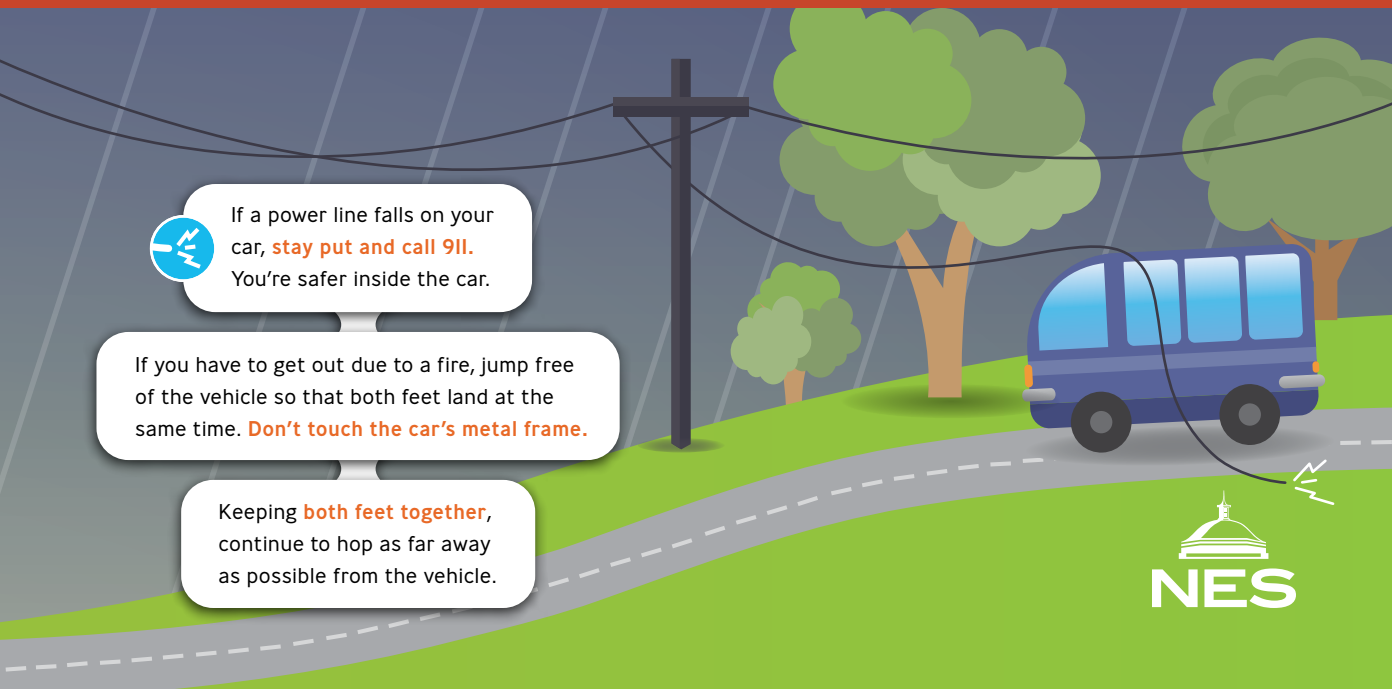 If a power line falls on your
car, stay put and call 911.
You're safer inside the car.
If you have to get out due to a fire, jump free
of the vehicle so that both feet land at the
same time. Don't touch the car's metal frame.
Keeping both feet together,
continue to hop as far away
as possible from the vehicle.
NES